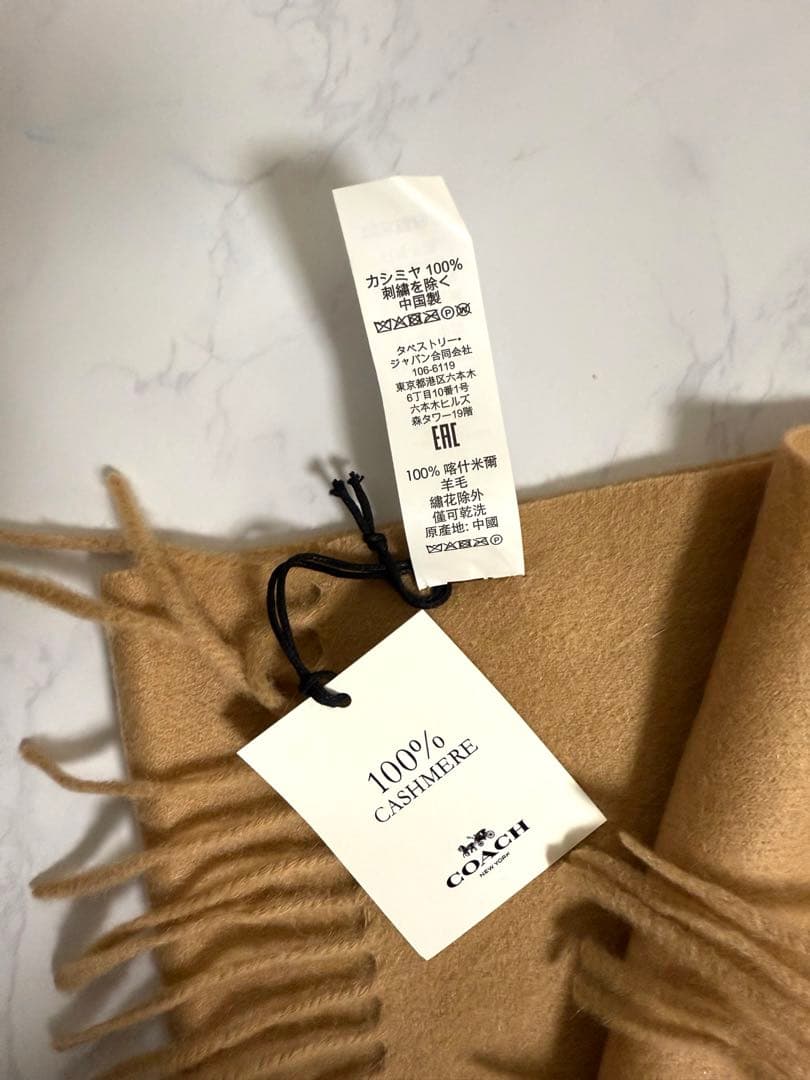 カシミヤ 100%
刺繍を除く
中国製
タペストリー・
ジャパン合同会社
106-6119
東京都港区六本木
6丁目10番1号
六本木ヒルズ
森タワー19階
EAC
100% 喀什米爾
羊毛
繡花除外
僅可乾洗
原產地: 中國
100%
CASHMERE
COACH
NEW YORK